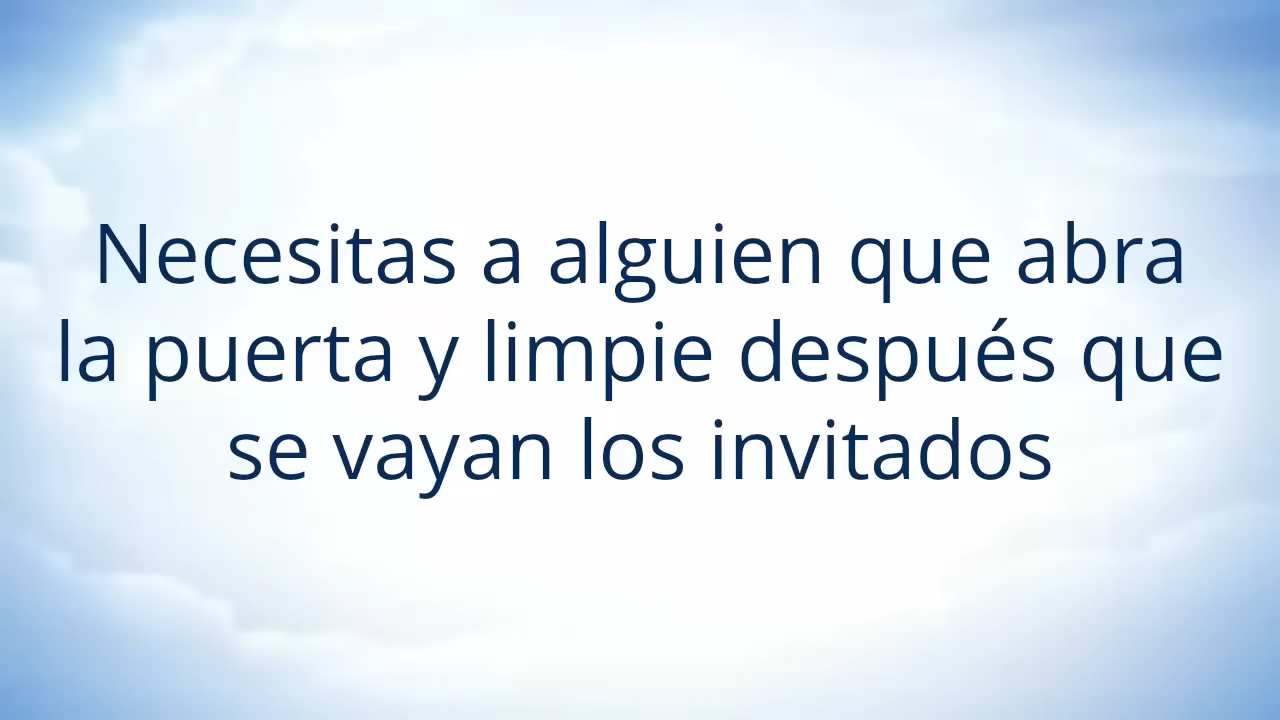 Necesitas a alguien que abra
la puerta y limpie después que
se vayan los invitados